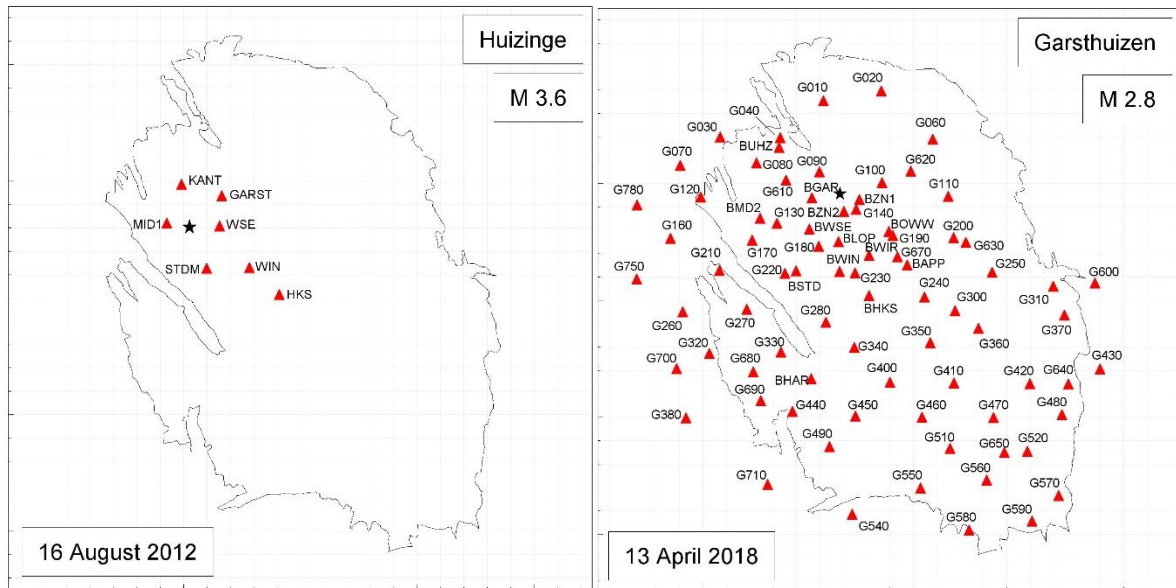 Huizinge
M 3.6
KANT
GARST
MID1
WSE
STDM
WIN
HKS
16 August 2012
Garsthuizen
M 2.8
G020
G010
G040
G030
G060
BUHZ
G070
G080
G090
G620
G100
G610
BGAR
G110
G780
G120
BZN1
BMD2
G130
BZN2
G140
BWSE
BOWW
G200
G160
G190
G630
BLOP
G180
G170
BWIR
G670
G210
BWIN
BAPP
G250
G220
G230
G750
BSTD
G600
G240
G310
BHKS
G300
G260
G270
G280
G370
G320
G330
G350
G360
G340
G700
G680
G430
BHAR
G400
G410
G420
G640
G690
G380
G440
G450
G460
G470
G480
G490
G510
G650
G520
G710
G550
G560
G570
G540
G580
G590
13 April 2018